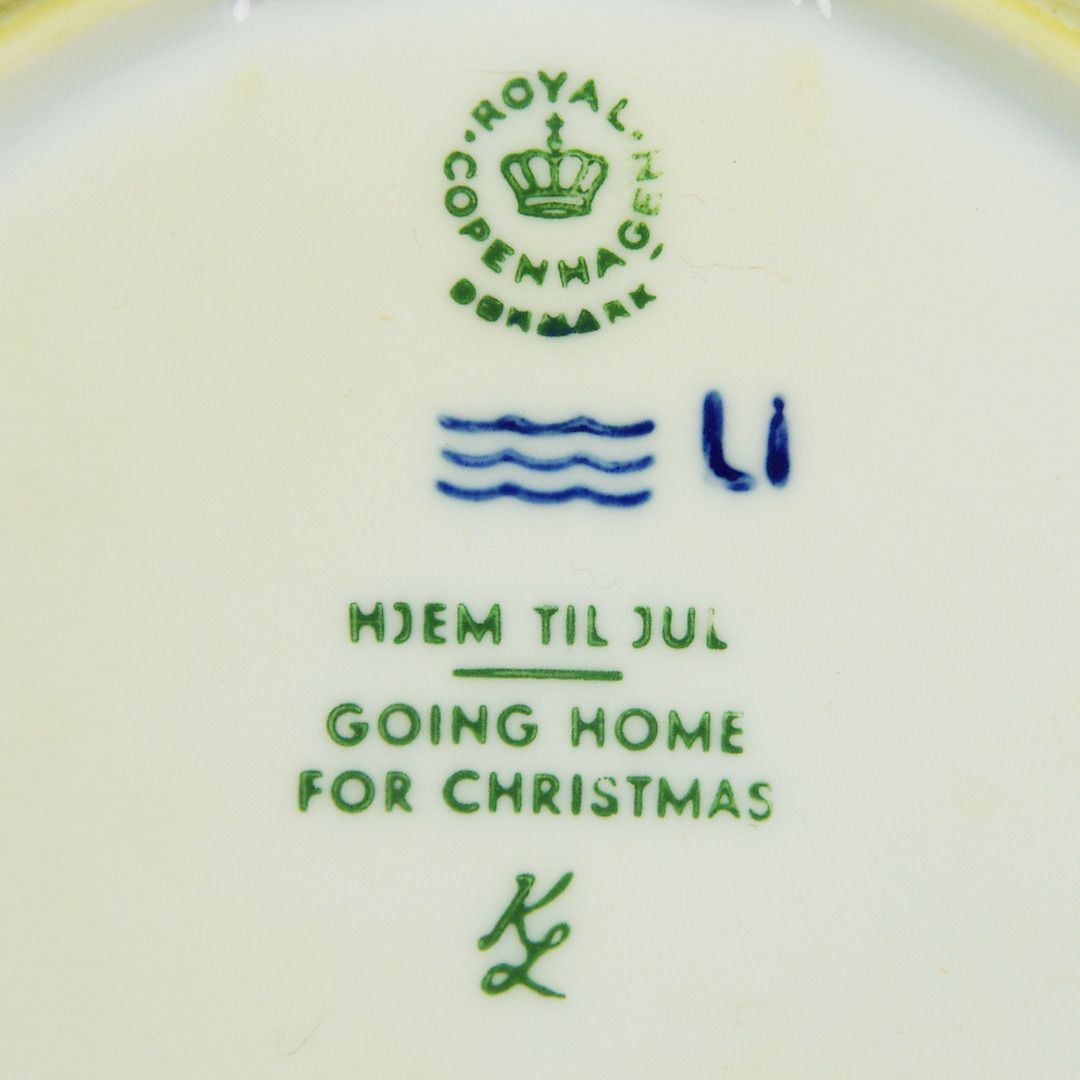 ROYAL
COPENHAGEN
DENMARK
LI
HJEM TIL JUL
GOING HOME
FOR CHRISTMAS
KL